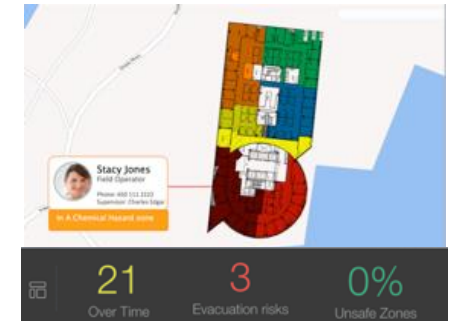 Stacy Jones
Field Operator
Phone: 450 111 2222
Supervisor: Charles Edgar
In A Chemical Hazard zone
21
Over Time
3
Evacuation risks
0%
Unsafe Zones